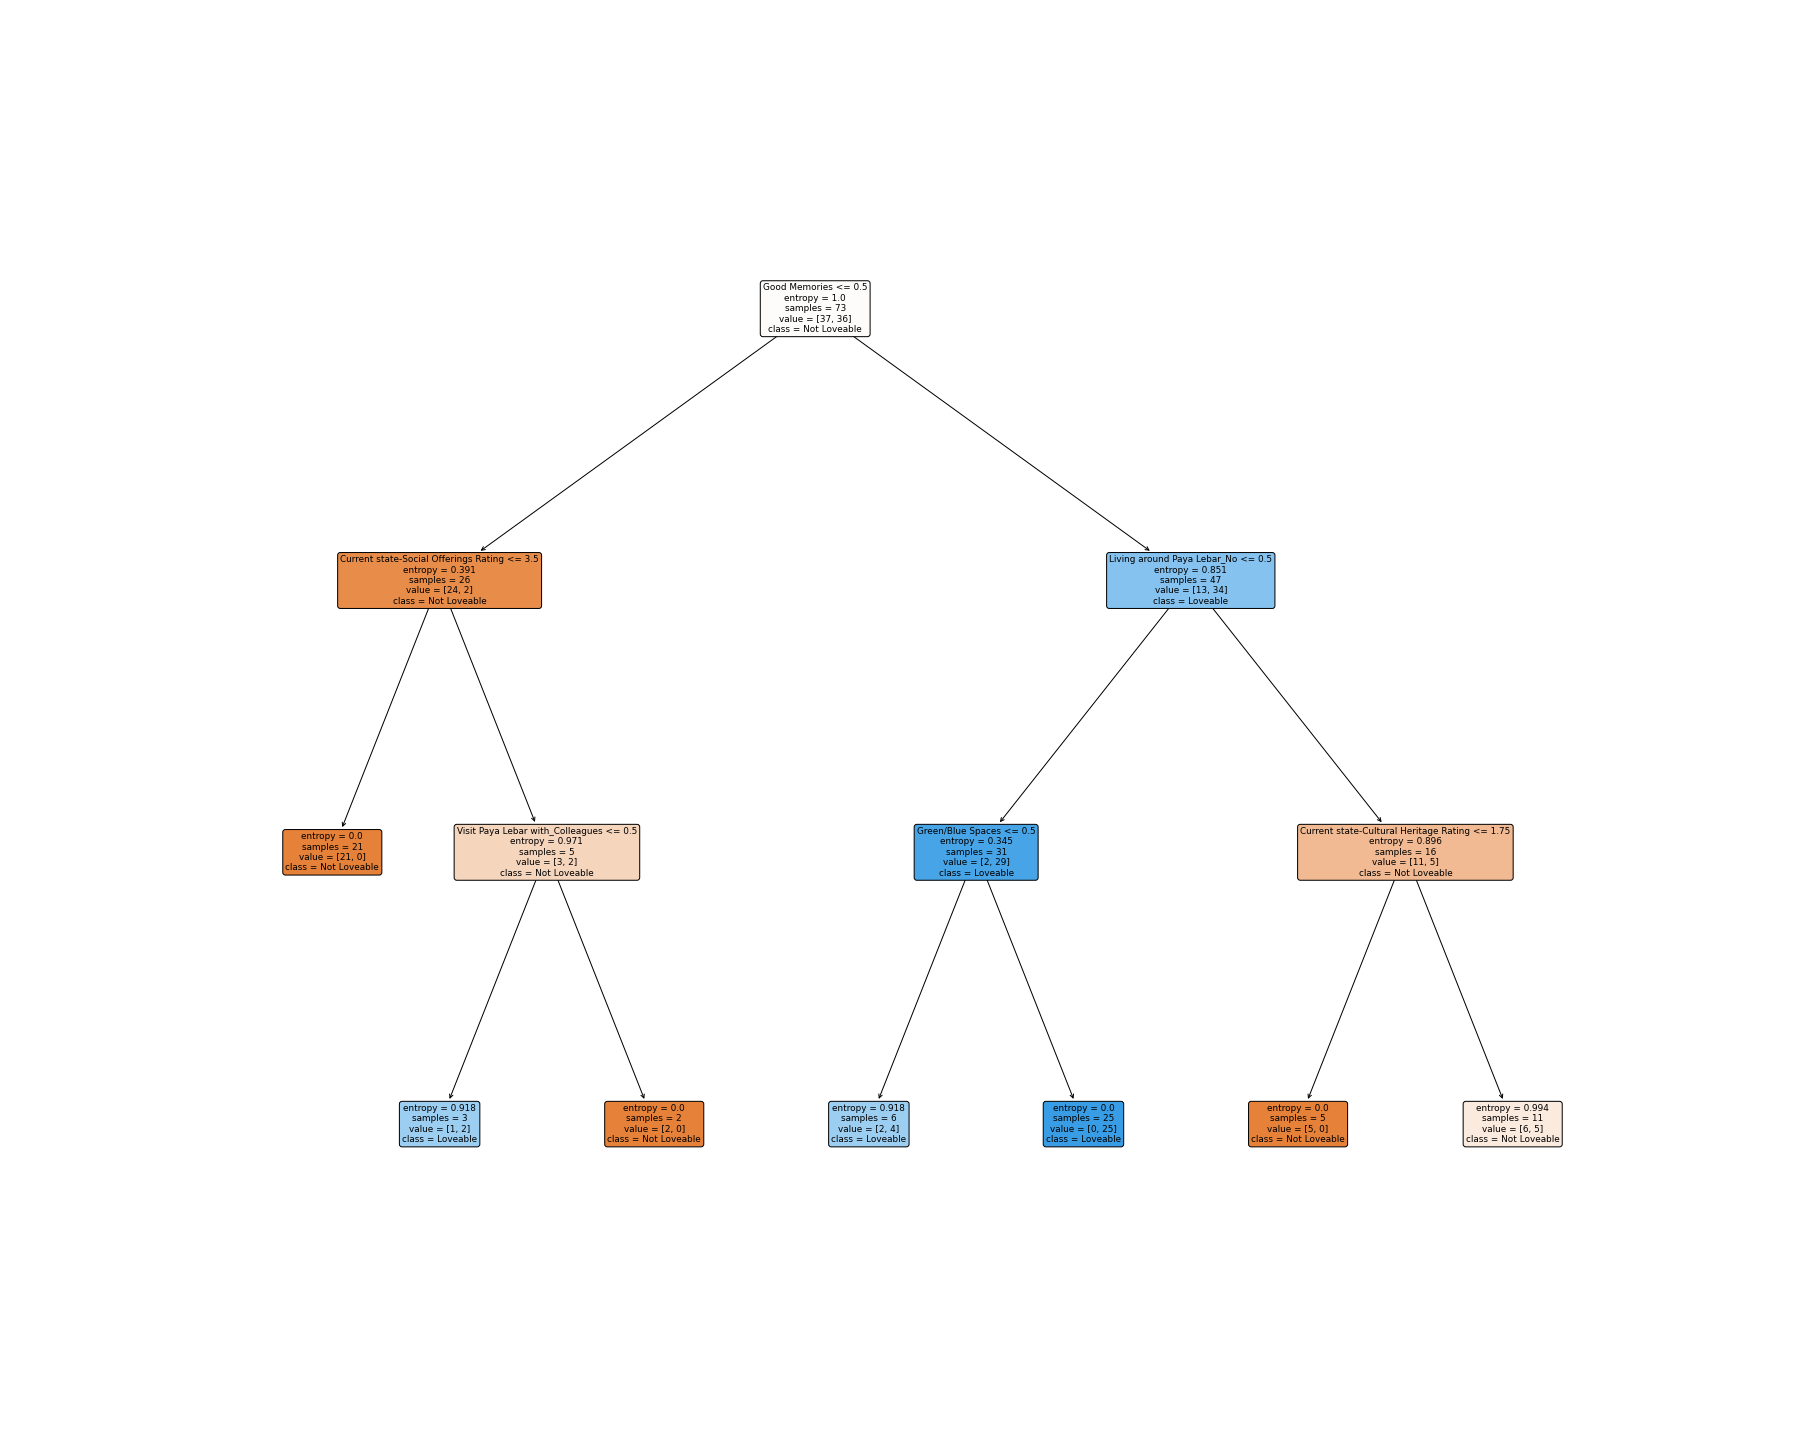 Good Memories <= 0.5
entropy = 1.0
samples = 73
value = [37, 36]
class = Not Loveable
Current state-Social Offerings Rating <= 3.5
entropy = 0.391
samples = 26
value = [24, 2]
class = Not Loveable
Living around Paya Lebar_No <= 0.5
entropy = 0.851
samples = 47
value = [13, 34]
class = Loveable
entropy = 0.0
samples = 21
value = [21, 0]
class = Not Loveable
Visit Paya Lebar with_Colleagues <= 0.5
entropy = 0.971
samples = 5
value = [3, 2]
class = Not Loveable
Green/Blue Spaces <= 0.5
entropy = 0.345
samples = 31
value = [2, 29]
class = Loveable
Current state-Cultural Heritage Rating <= 1.75
entropy = 0.896
samples = 16
value = [11, 5]
class = Not Loveable
entropy = 0.918
samples = 3
value = [1, 2]
class = Loveable
entropy = 0.0
samples = 2
value = [2, 0]
class = Not Loveable
entropy = 0.918
samples = 6
value = [2, 4]
class = Loveable
entropy = 0.0
samples = 25
value = [0, 25]
class = Loveable
entropy = 0.0
samples = 5
value = [5, 0]
class = Not Loveable
entropy = 0.994
samples = 11
value = [6, 5]
class = Not Loveable